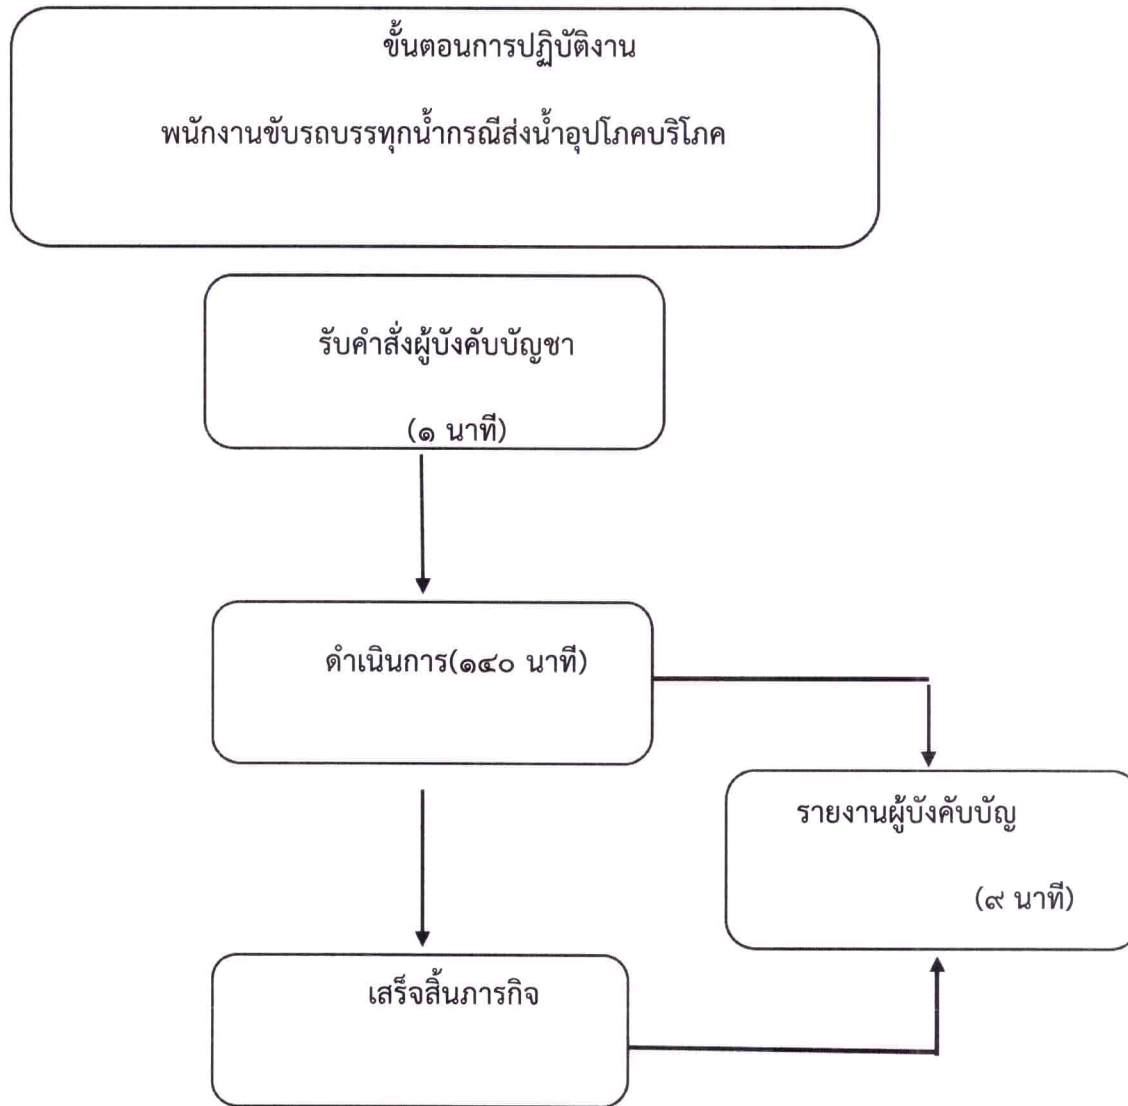 ขั้นตอนการปฏิบัติงาน
พนักงานขับรถบรรทุกน้ำกรณีส่งน้ำอุปโภคบริโภค
รับคำสั่งผู้บังคับบัญชา
(๑ นาที)
ดำเนินการ(๑๔๐ นาที)
รายงานผู้บังคับบัญ
(๙ นาที)
เสร็จสิ้นภารกิจ